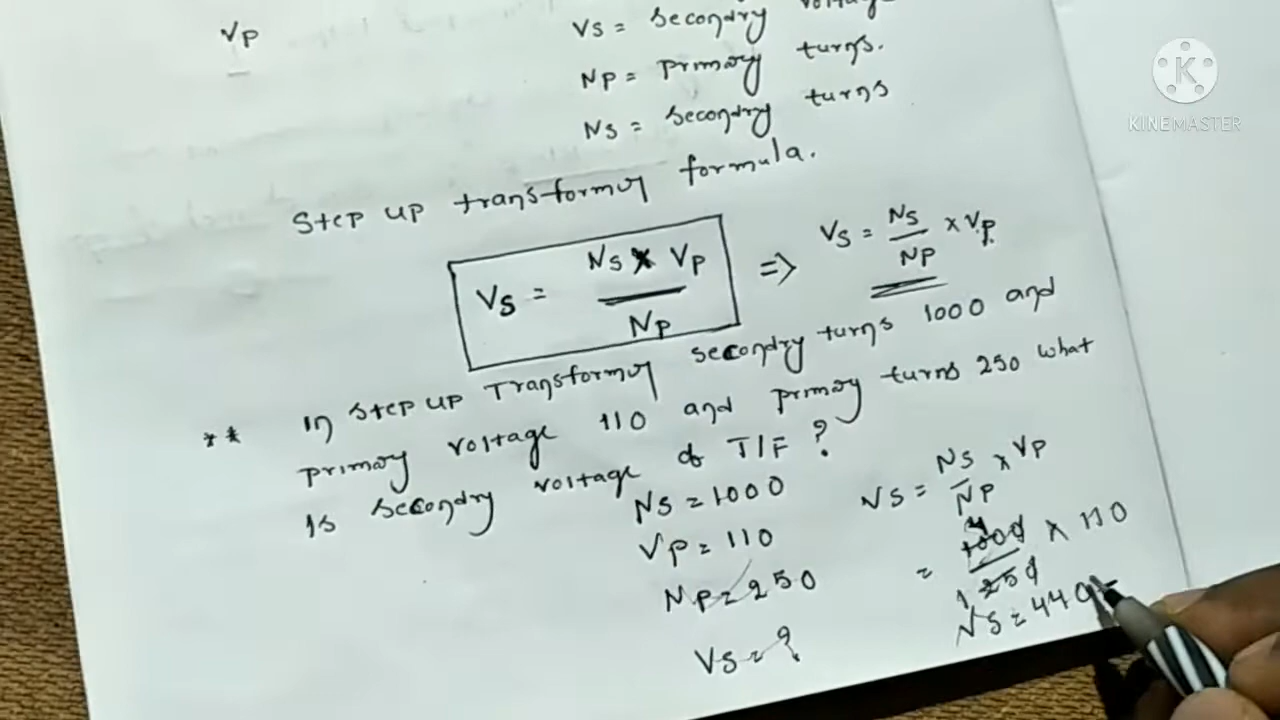 VP
VS = secondry voltage
NP = primary turns.
NS = secondry turns
Step up transformer formula.
VS = NS X VP / NP => VS = NS / NP x VP
** In step up Transformer secondry turns 1000 and
primary voltage 110 and primary turns 250 what
is secondry voltage of T/F ?
NS = 1000
VP = 110
NP = 250
VS = ?
VS = NS / NP x VP
= 1000 / 250 x 110
4
1
VS = 440
KINEMASTER